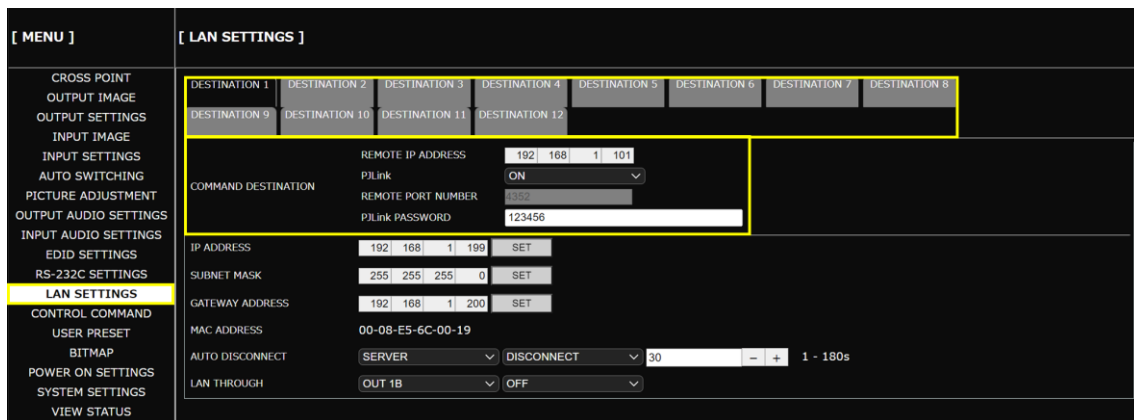 [ MENU ]
[ LAN SETTINGS ]
CROSS POINT
OUTPUT IMAGE
OUTPUT SETTINGS
INPUT IMAGE
INPUT SETTINGS
AUTO SWITCHING
PICTURE ADJUSTMENT
OUTPUT AUDIO SETTINGS
INPUT AUDIO SETTINGS
EDID SETTINGS
RS-232C SETTINGS
LAN SETTINGS
CONTROL COMMAND
USER PRESET
BITMAP
POWER ON SETTINGS
SYSTEM SETTINGS
VIEW STATUS
DESTINATION 1 DESTINATION 2 DESTINATION 3 DESTINATION 4 DESTINATION 5 DESTINATION 6 DESTINATION 7 DESTINATION 8
DESTINATION 9 DESTINATION 10 DESTINATION 11 DESTINATION 12
COMMAND DESTINATION
REMOTE IP ADDRESS 192 168 1 101
PJLink ON
REMOTE PORT NUMBER 4352
PJLink PASSWORD 123456
IP ADDRESS 192 168 1 199 SET
SUBNET MASK 255 255 255 0 SET
GATEWAY ADDRESS 192 168 1 200 SET
MAC ADDRESS 00-08-E5-6C-00-19
AUTO DISCONNECT SERVER DISCONNECT 30 − + 1 - 180s
LAN THROUGH OUT 1B OFF